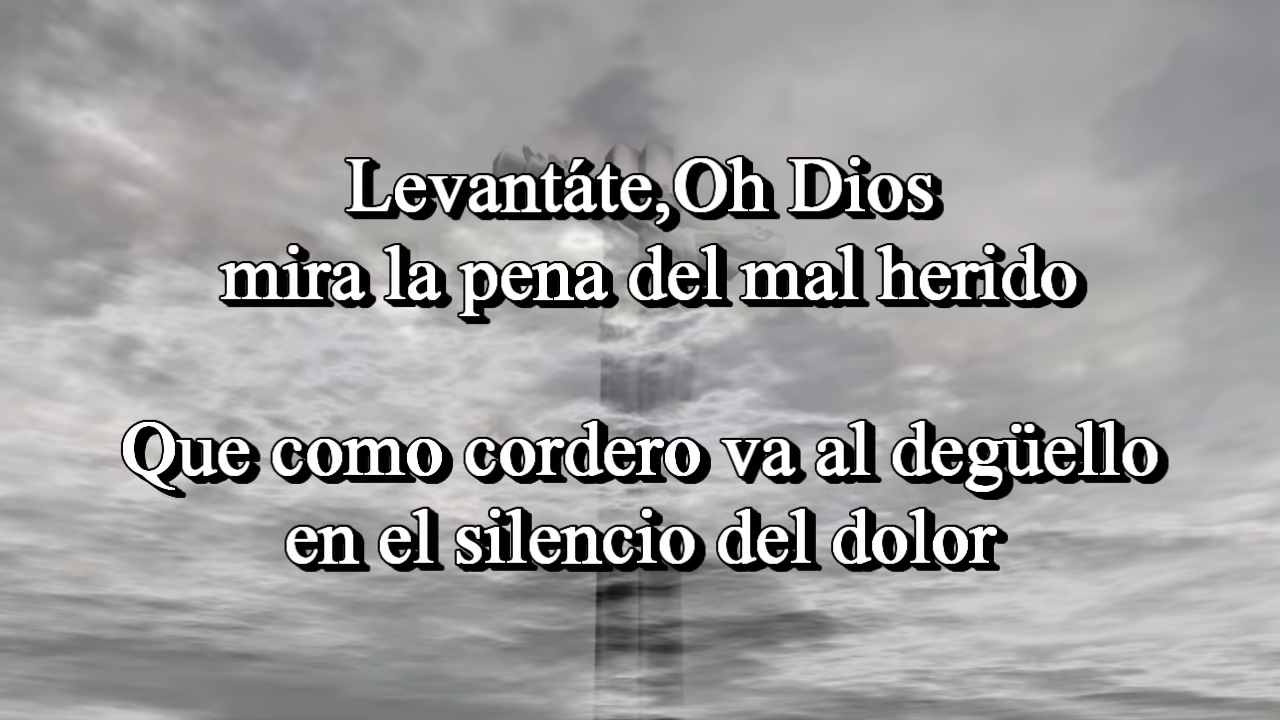 Levantáte,Oh Dios
mira la pena del mal herido
Que como cordero va al degüello
en el silencio del dolor